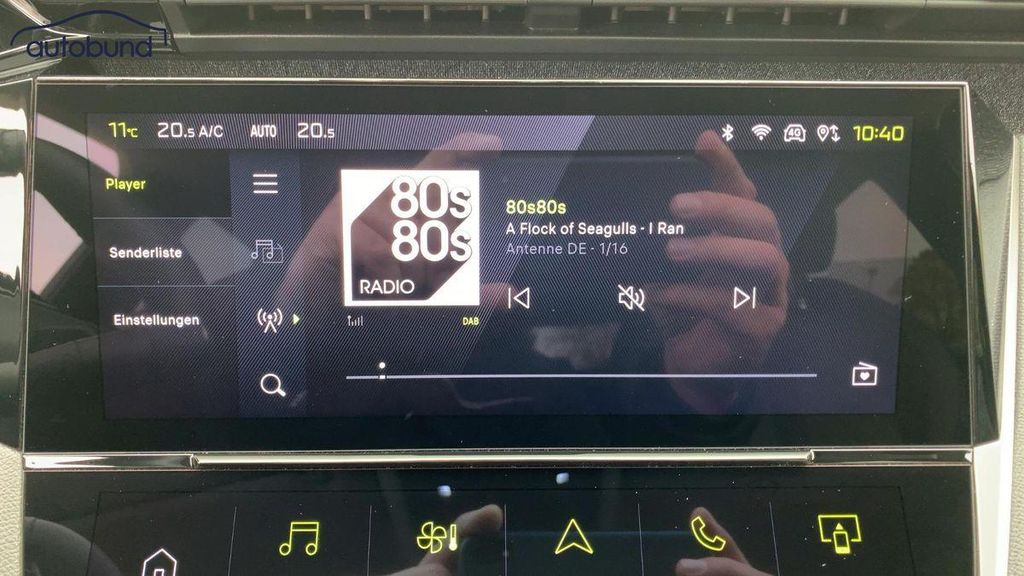 autobund
11°C 20.5 A/C AUTO 20.5 4G 10:40
Player
Senderliste
Einstellungen
80s
80s
RADIO
DAB
80s80s
A Flock of Seagulls - I Ran
Antenne DE - 1/16